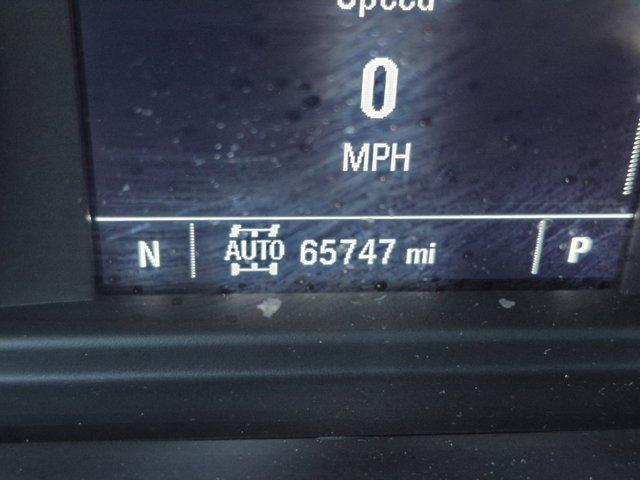 Speed
0
MPH
N AUTO 65747 mi P